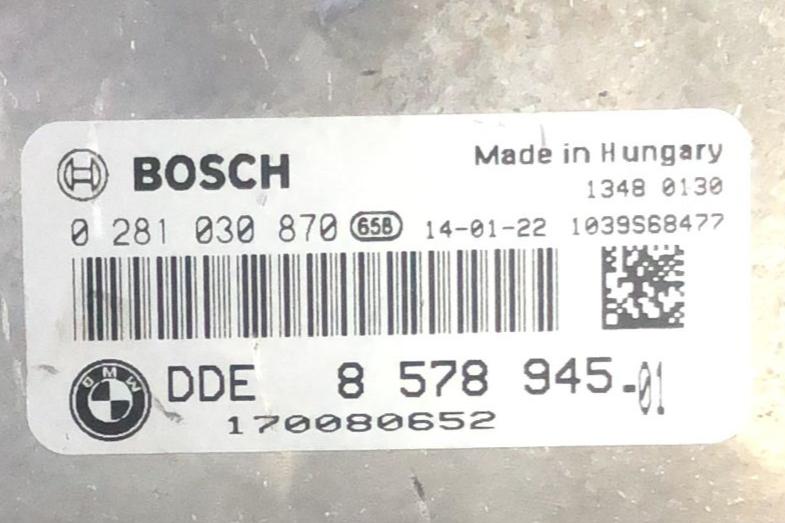 BOSCH
Made in Hungary
1348 0130
0 281 030 870 65B 14-01-22 1039S68477
BMW DDE 8 578 945-01
170080652